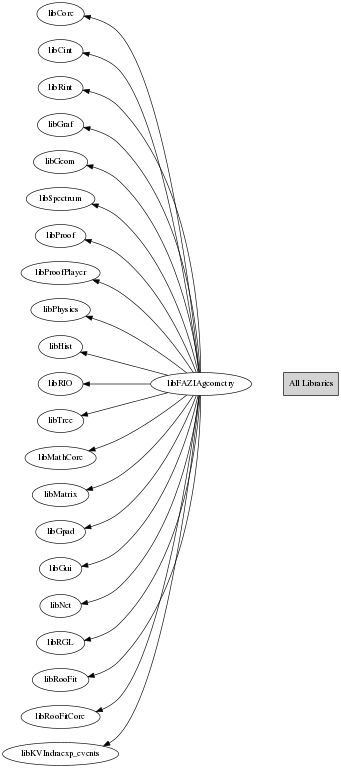 libCore
libCint
libRint
libGraf
libGeom
libSpectrum
libProof
libProofPlayer
libPhysics
libHist
libRIO
libFAZIAgeometry
All Libraries
libTree
libMathCore
libMatrix
libGpad
libGui
libNet
libRGL
libRooFit
libRooFitCore
libKVIndraexp_events